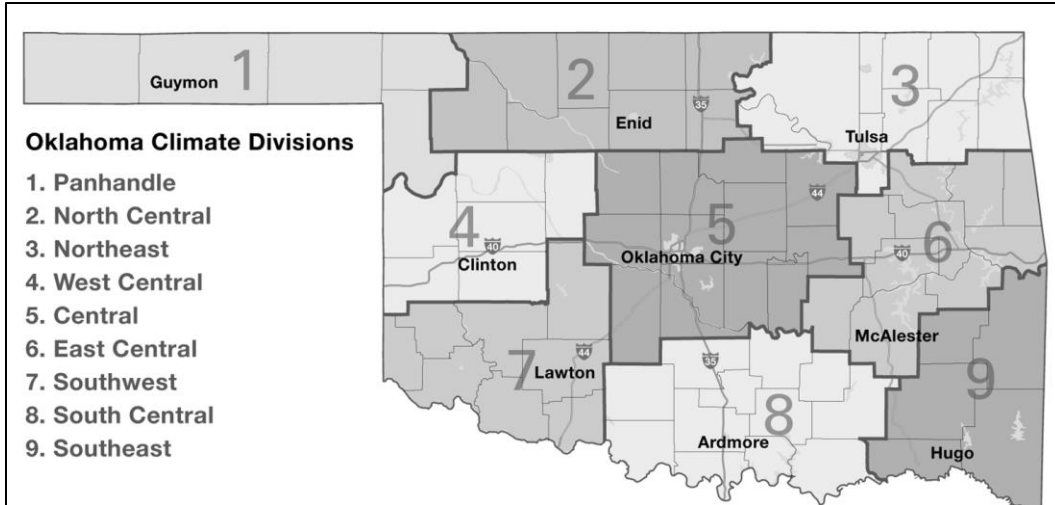 1
2
3
Guymon
35
Enid
Tulsa
Oklahoma Climate Divisions
1. Panhandle
2. North Central
3. Northeast
4. West Central
5. Central
6. East Central
7. Southwest
8. South Central
9. Southeast
44
4
5
6
40
Clinton
Oklahoma City
40
McAlester
7
44
Lawton
35
9
8
Ardmore
Hugo